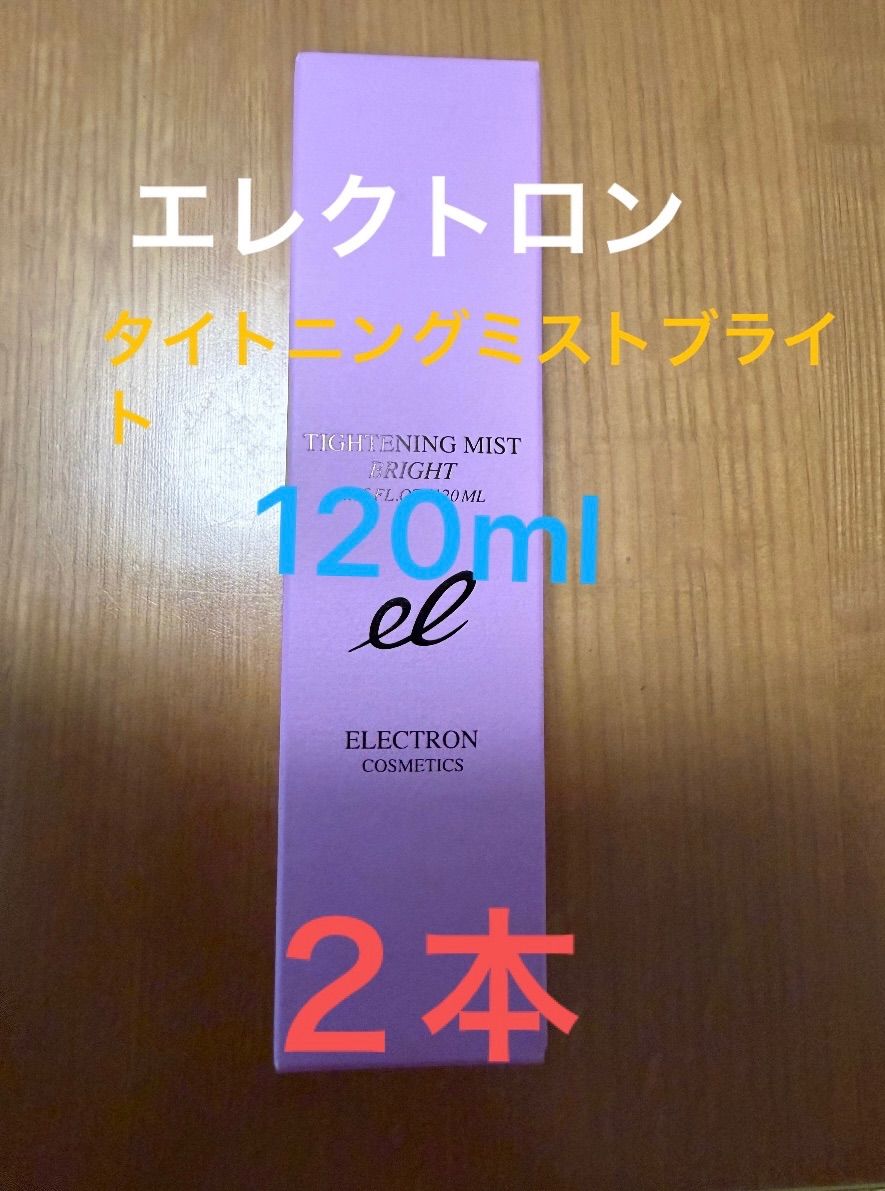 エレクトロン
タイトニングミストブライ
ト
TIGHTENING MIST
BRIGHT
120ml
el
ELECTRON
COSMETICS
2本